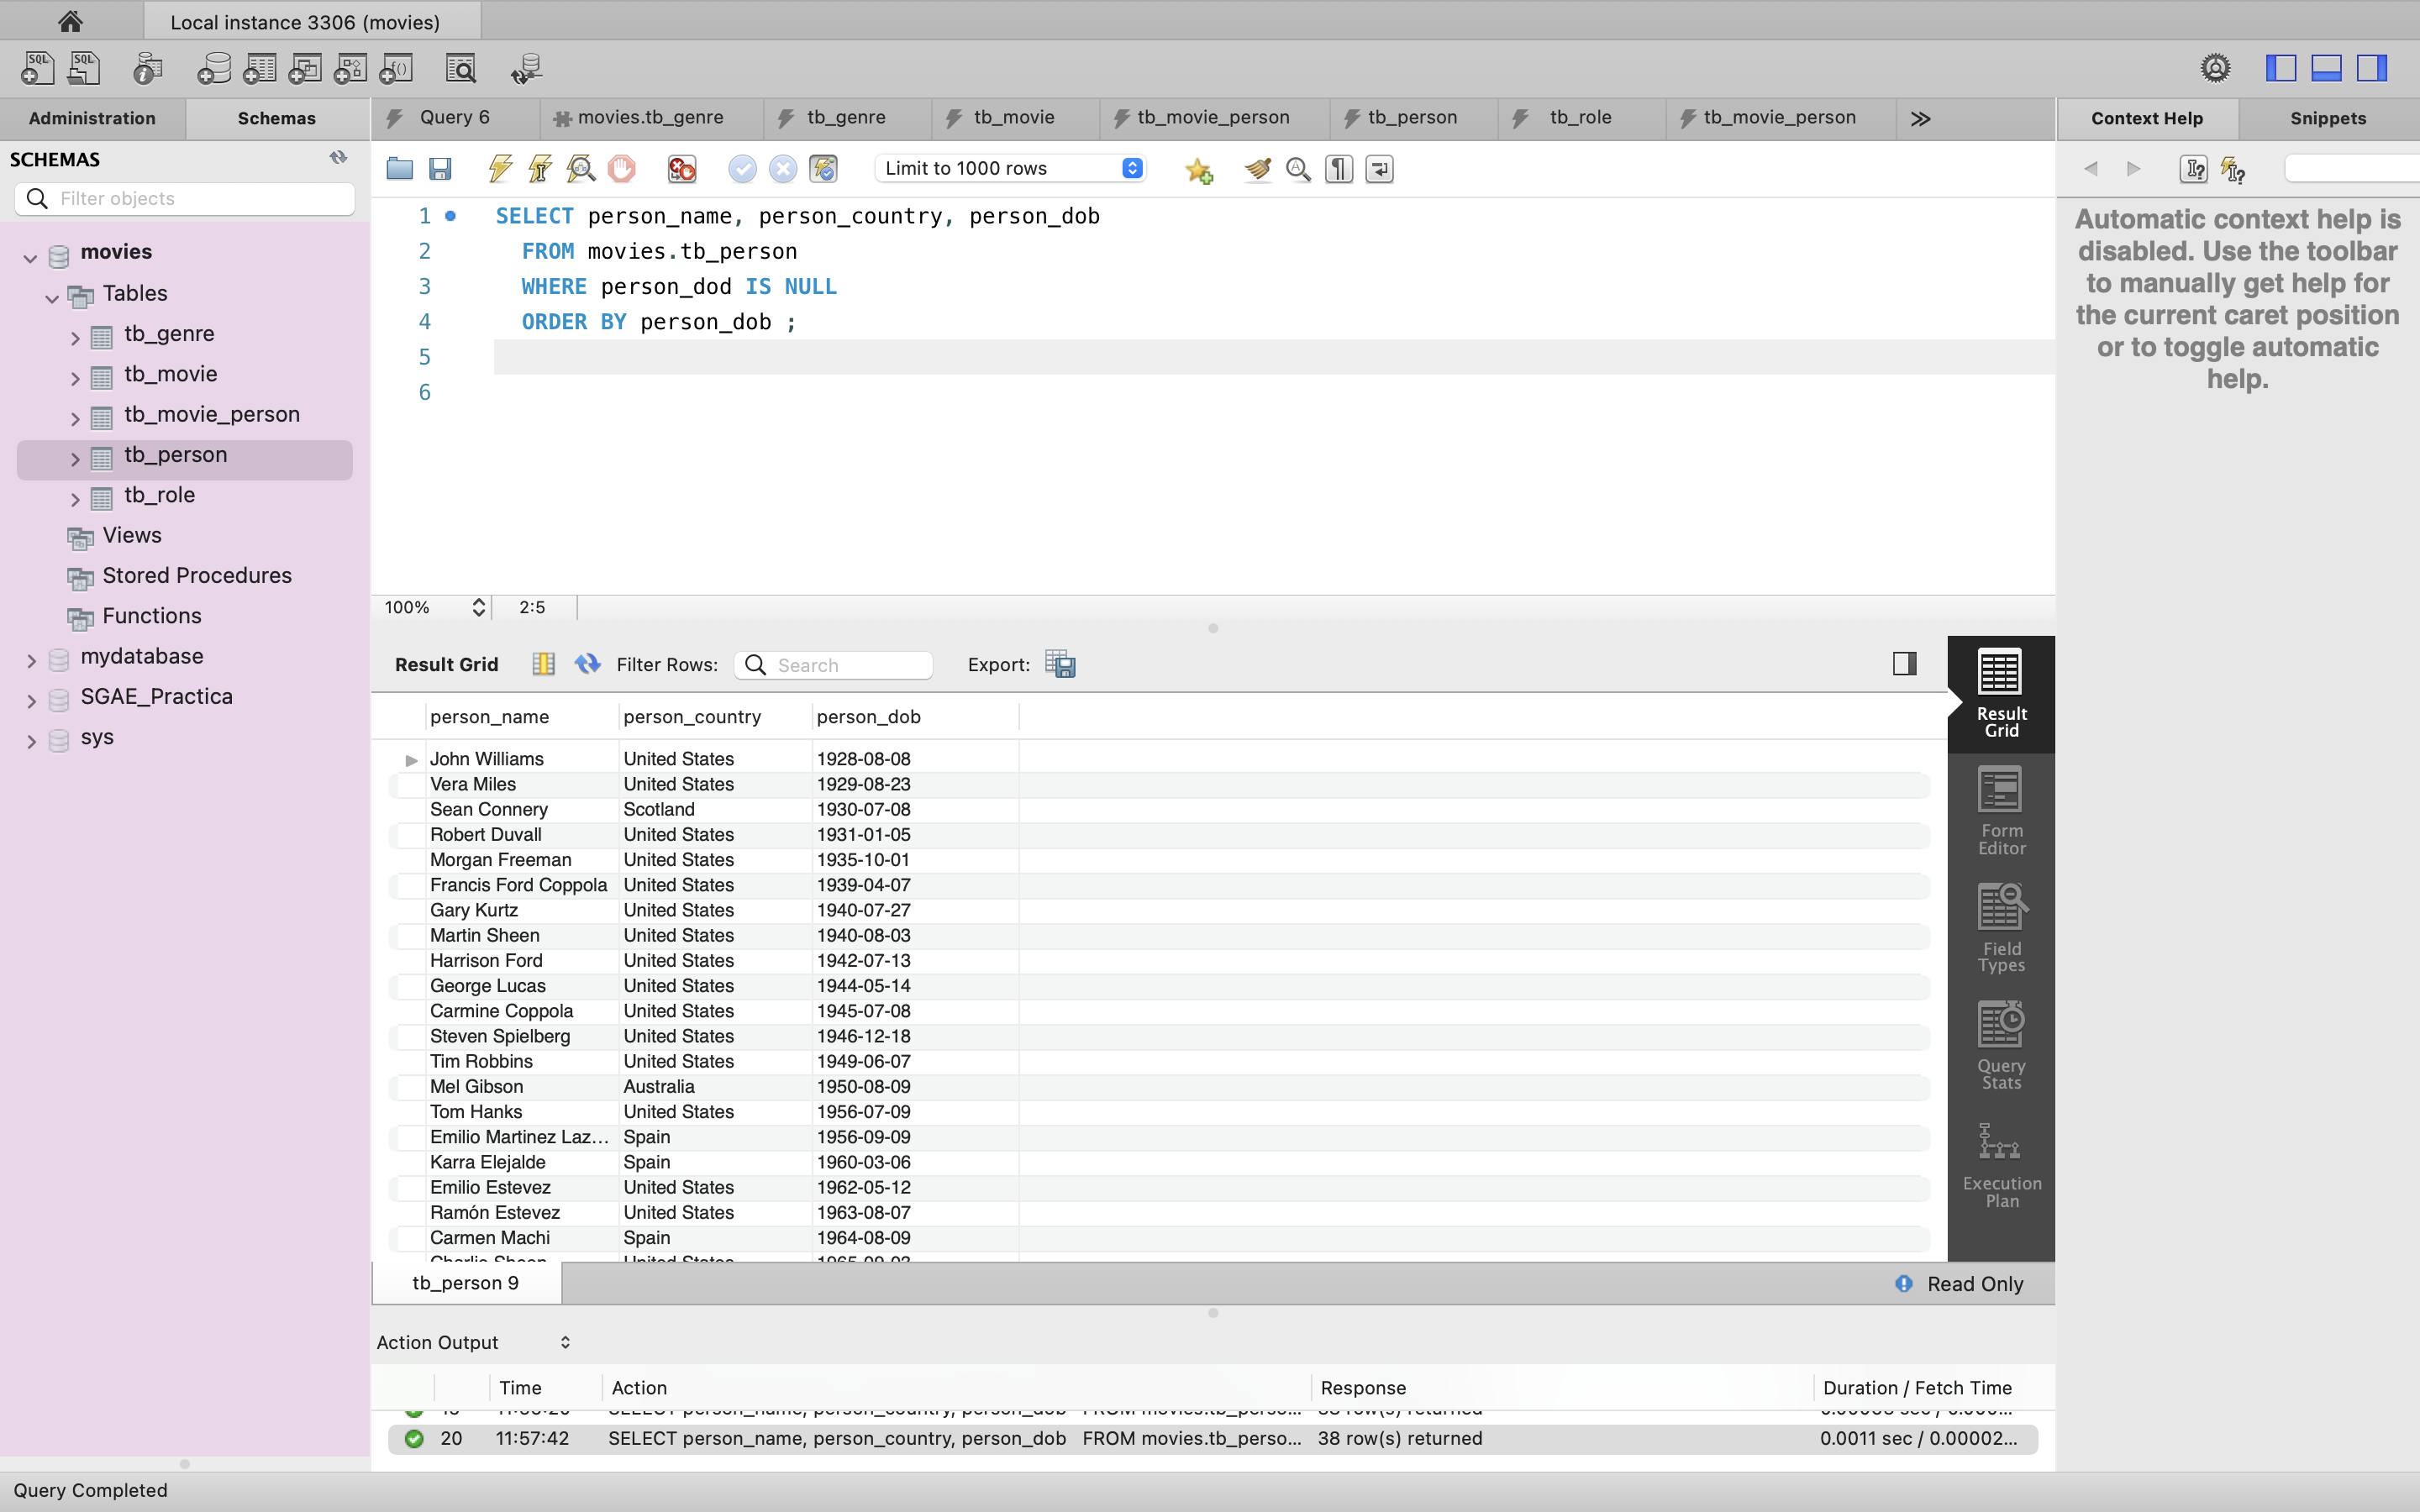 Local instance 3306 (movies)
SQL SQL
Administration Schemas
Query 6 movies.tb_genre tb_genre tb_movie tb_movie_person tb_person tb_role tb_movie_person
Context Help Snippets
SCHEMAS
Filter objects
Limit to 1000 rows
movies
Tables
tb_genre
tb_movie
tb_movie_person
tb_person
tb_role
Views
Stored Procedures
Functions
mydatabase
SGAE_Practica
sys
1 SELECT person_name, person_country, person_dob
2 FROM movies.tb_person
3 WHERE person_dod IS NULL
4 ORDER BY person_dob ;
5
6
Automatic context help is
disabled. Use the toolbar
to manually get help for
the current caret position
or to toggle automatic
help.
100% 2:5
Result Grid Filter Rows: Search Export:
person_name person_country person_dob
John Williams United States 1928-08-08
Vera Miles United States 1929-08-23
Sean Connery Scotland 1930-07-08
Robert Duvall United States 1931-01-05
Morgan Freeman United States 1935-10-01
Francis Ford Coppola United States 1939-04-07
Gary Kurtz United States 1940-07-27
Martin Sheen United States 1940-08-03
Harrison Ford United States 1942-07-13
George Lucas United States 1944-05-14
Carmine Coppola United States 1945-07-08
Steven Spielberg United States 1946-12-18
Tim Robbins United States 1949-06-07
Mel Gibson Australia 1950-08-09
Tom Hanks United States 1956-07-09
Emilio Martinez Laz... Spain 1956-09-09
Karra Elejalde Spain 1960-03-06
Emilio Estevez United States 1962-05-12
Ramón Estevez United States 1963-08-07
Carmen Machi Spain 1964-08-09
Result
Grid
Form
Editor
Field
Types
Query
Stats
Execution
Plan
tb_person 9 Read Only
Action Output
Time Action Response Duration / Fetch Time
20 11:57:42 SELECT person_name, person_country, person_dob FROM movies.tb_perso... 38 row(s) returned 0.0011 sec / 0.00002...
Query Completed